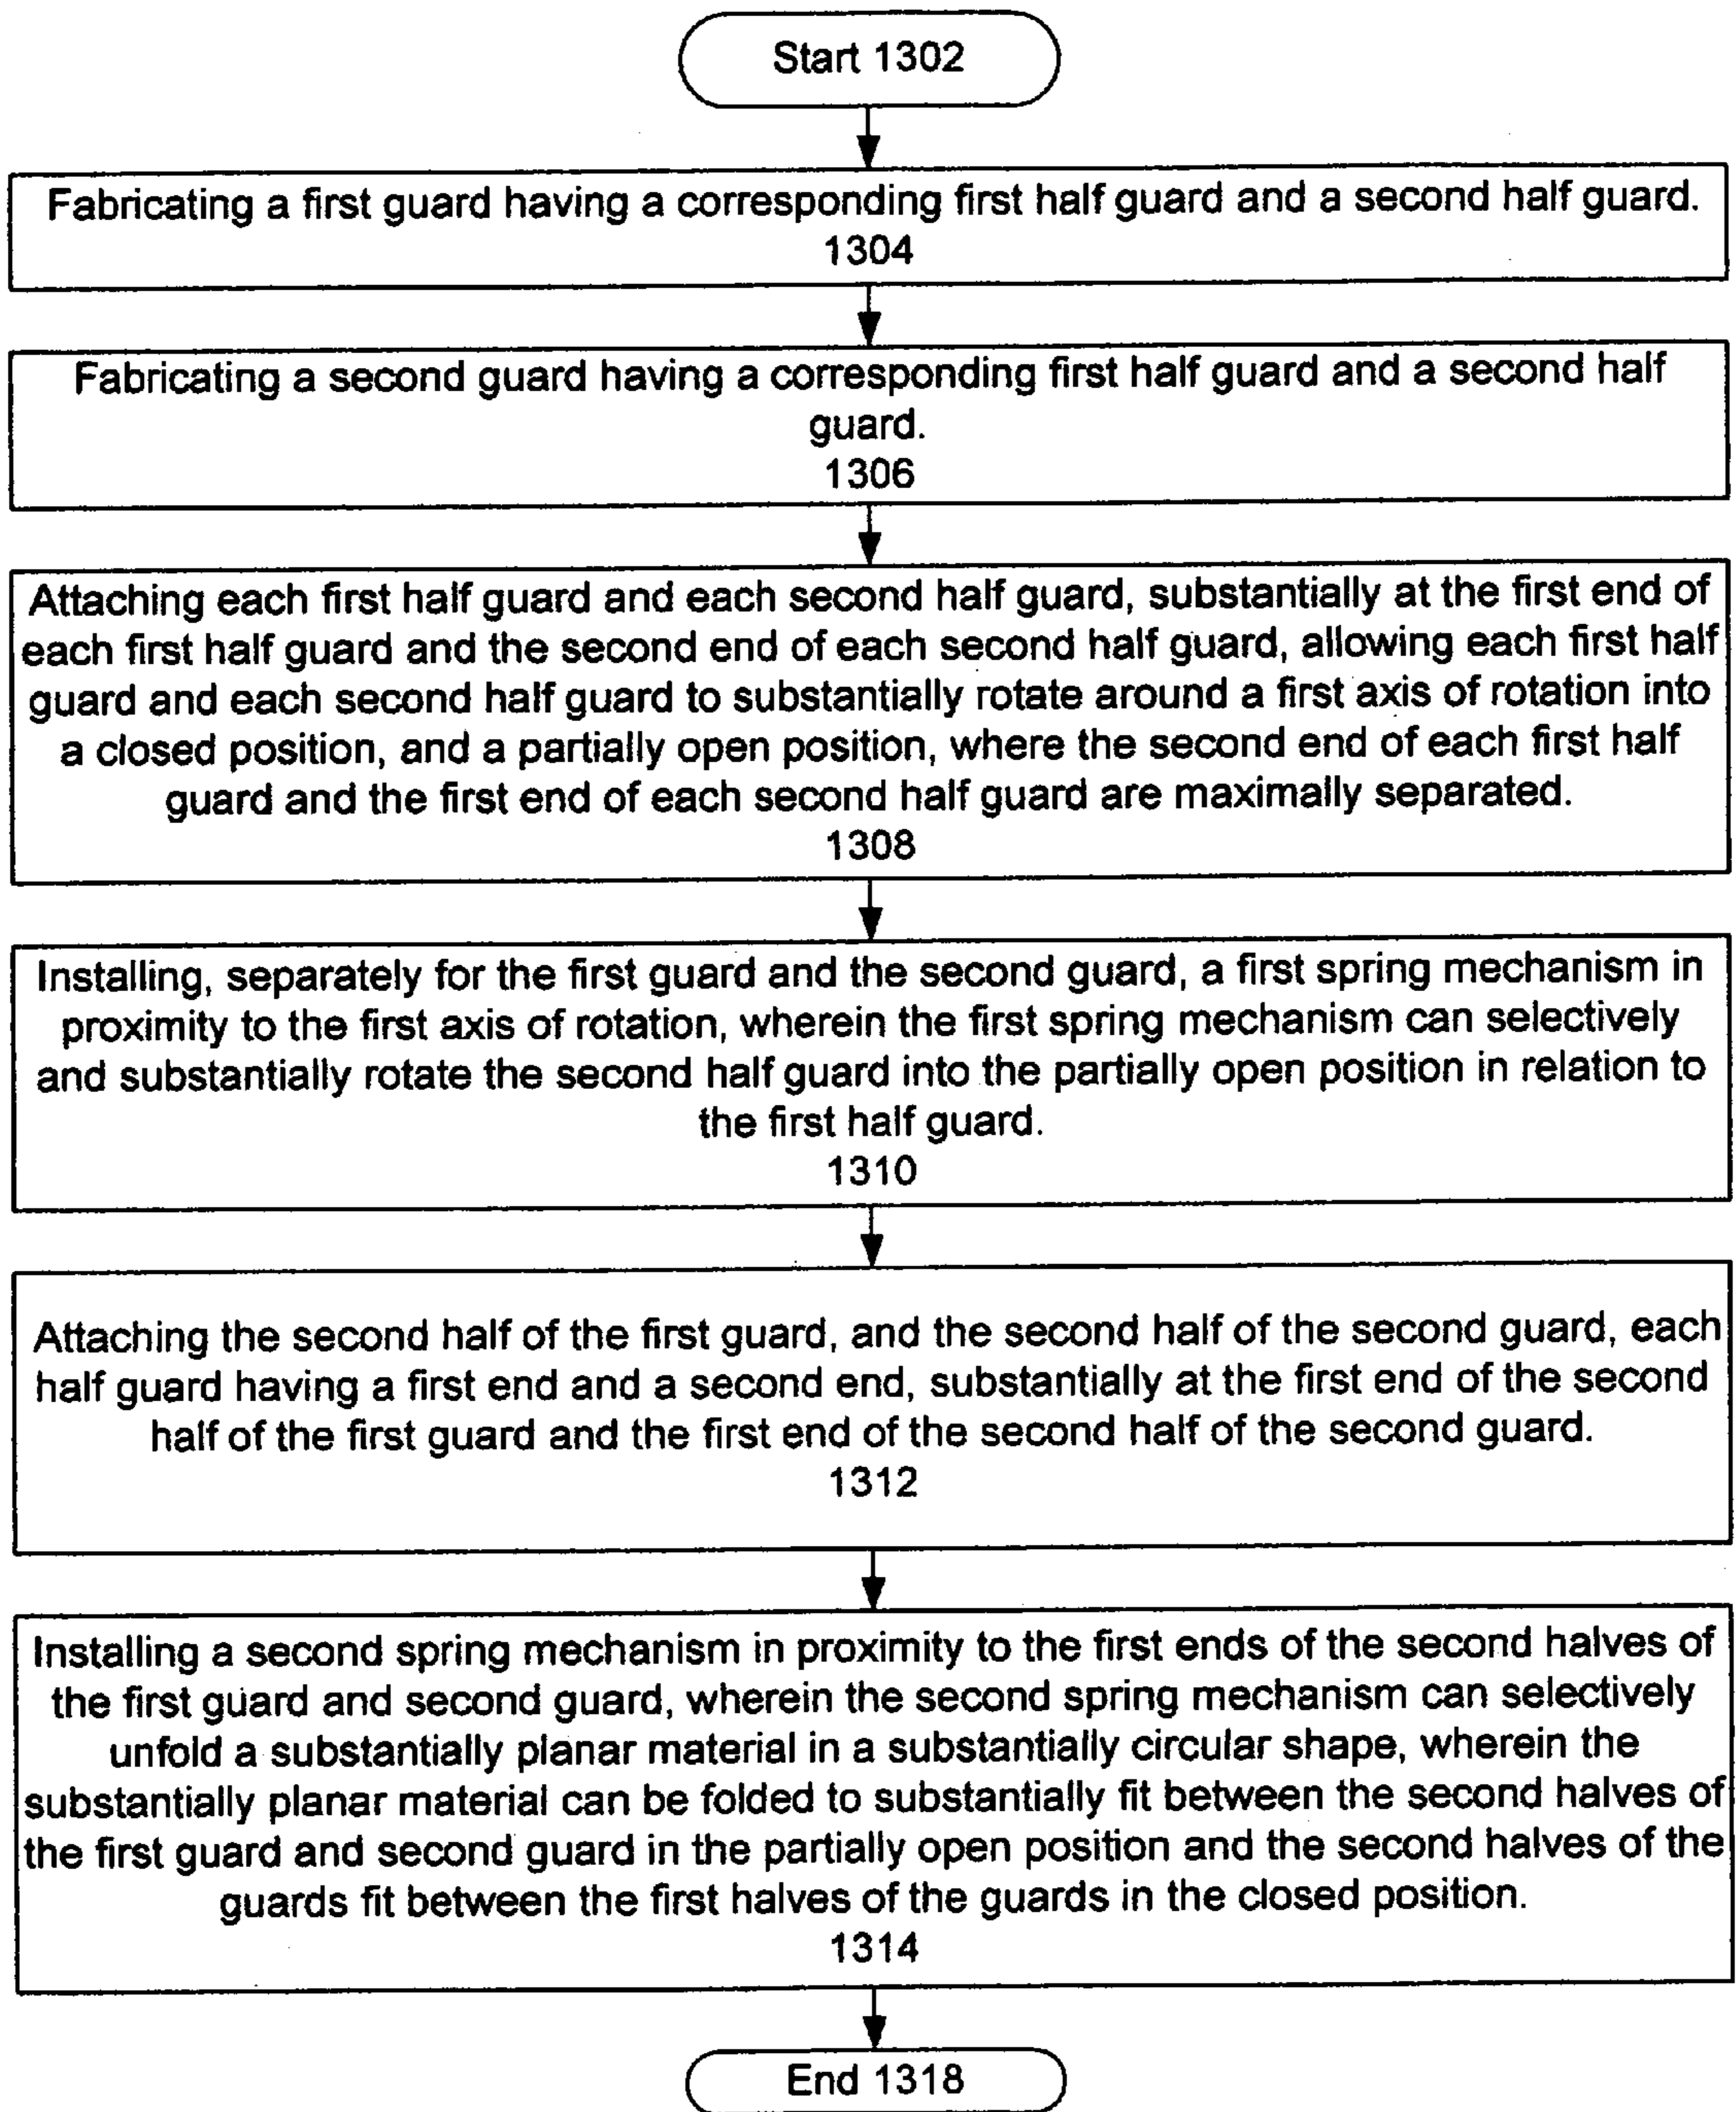 Start 1302
Fabricating a first guard having a corresponding first half guard and a second half guard.
1304
Fabricating a second guard having a corresponding first half guard and a second half
guard.
1306
Attaching each first half guard and each second half guard, substantially at the first end of
each first half guard and the second end of each second half guard, allowing each first half
guard and each second half guard to substantially rotate around a first axis of rotation into
a closed position, and a partially open position, where the second end of each first half
guard and the first end of each second half guard are maximally separated.
1308
Installing, separately for the first guard and the second guard, a first spring mechanism in
proximity to the first axis of rotation, wherein the first spring mechanism can selectively
and substantially rotate the second half guard into the partially open position in relation to
the first half guard.
1310
Attaching the second half of the first guard, and the second half of the second guard, each
half guard having a first end and a second end, substantially at the first end of the second
half of the first guard and the first end of the second half of the second guard.
1312
Installing a second spring mechanism in proximity to the first ends of the second halves of
the first guard and second guard, wherein the second spring mechanism can selectively
unfold a substantially planar material in a substantially circular shape, wherein the
substantially planar material can be folded to substantially fit between the second halves of
the first guard and second guard in the partially open position and the second halves of the
guards fit between the first halves of the guards in the closed position.
1314
End 1318